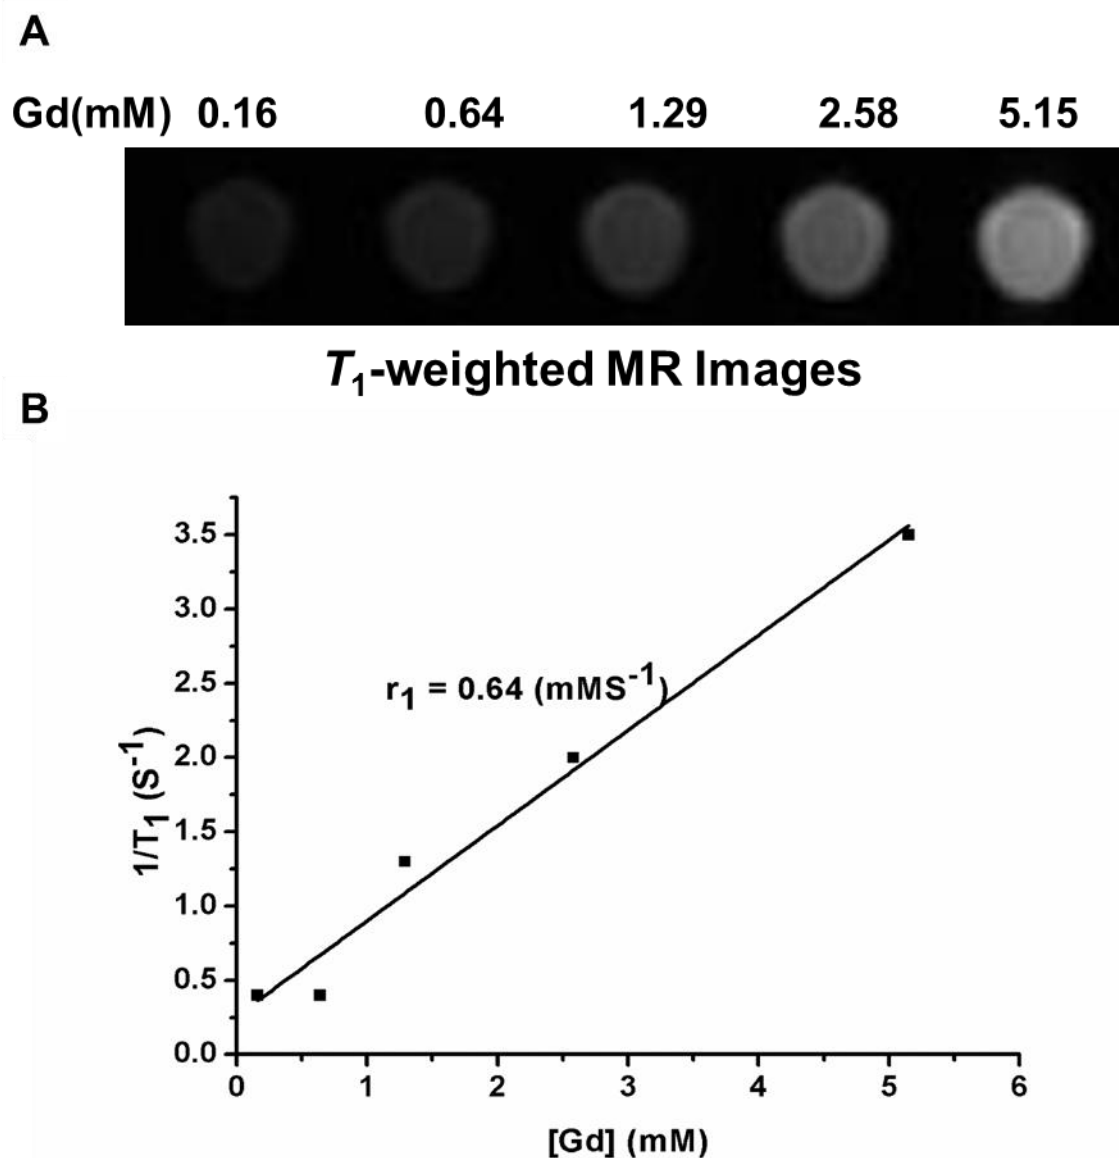 A
Gd(mM) 0.16 0.64 1.29 2.58 5.15
T₁-weighted MR Images
B
3.5
3.0
r₁ = 0.64 (mMS⁻¹)
2.5
2.0
1/T₁ (S⁻¹)
1.5
1.0
0.5
0.0
0 1 2 3 4 5 6
[Gd] (mM)